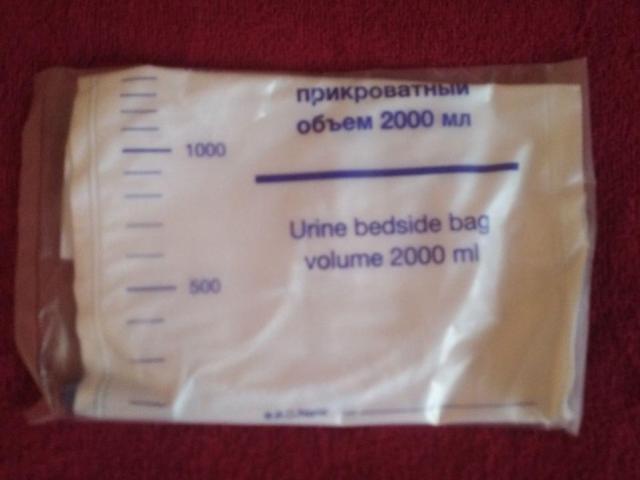 прикроватный
объем 2000 мл
1000
Urine bedside bag
volume 2000 ml
500